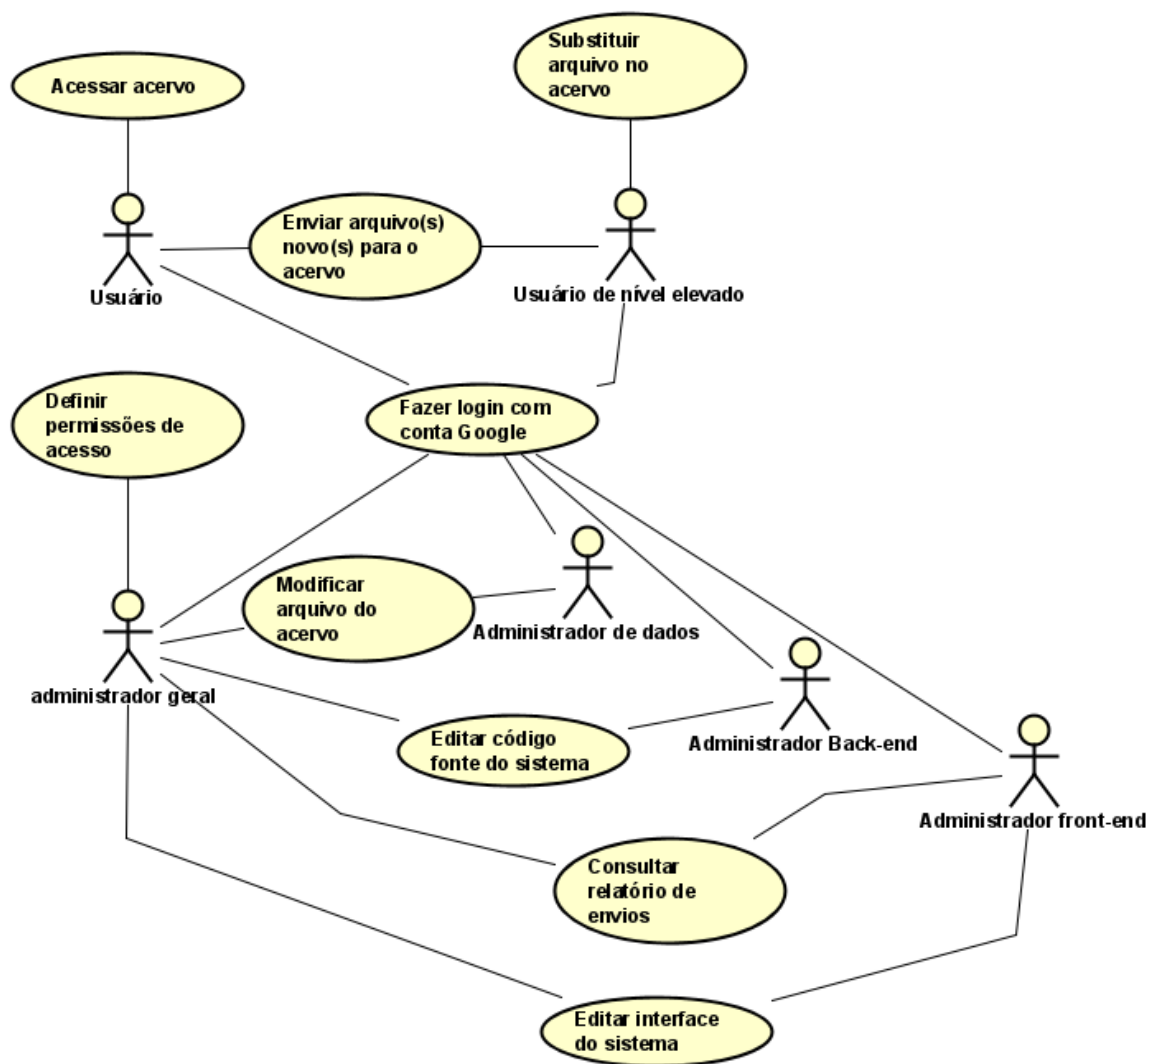 Substituir
arquivo no
acervo
Acessar acervo
Enviar arquivo(s)
novo(s) para o
acervo
Usuário
Usuário de nível elevado
Definir
permissões de
acesso
Fazer login com
conta Google
Modificar
arquivo do
acervo
Administrador de dados
administrador geral
Editar código
fonte do sistema
Administrador Back-end
Administrador front-end
Consultar
relatório de
envios
Editar interface
do sistema